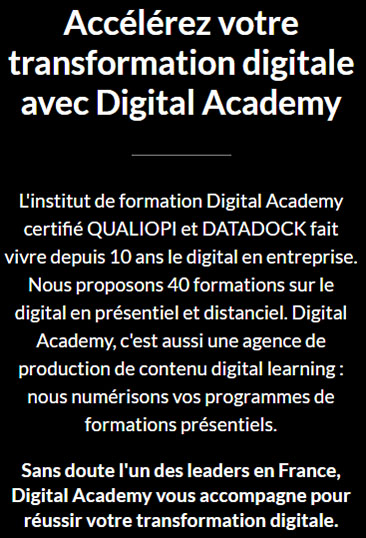 Accélérez votre
transformation digitale
avec Digital Academy
L'institut de formation Digital Academy
certifié QUALIOPI et DATADOCK fait
vivre depuis 10 ans le digital en entreprise.
Nous proposons 40 formations sur le
digital en présentiel et distanciel. Digital
Academy, c'est aussi une agence de
production de contenu digital learning :
nous numérisons vos programmes de
formations présentiels.
Sans doute l'un des leaders en France,
Digital Academy vous accompagne pour
réussir votre transformation digitale.